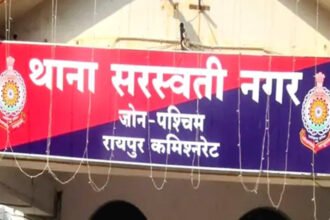 थाना सरस्वती नगर
जोन-पश्चिम
रायपुर कमिश्नरेट